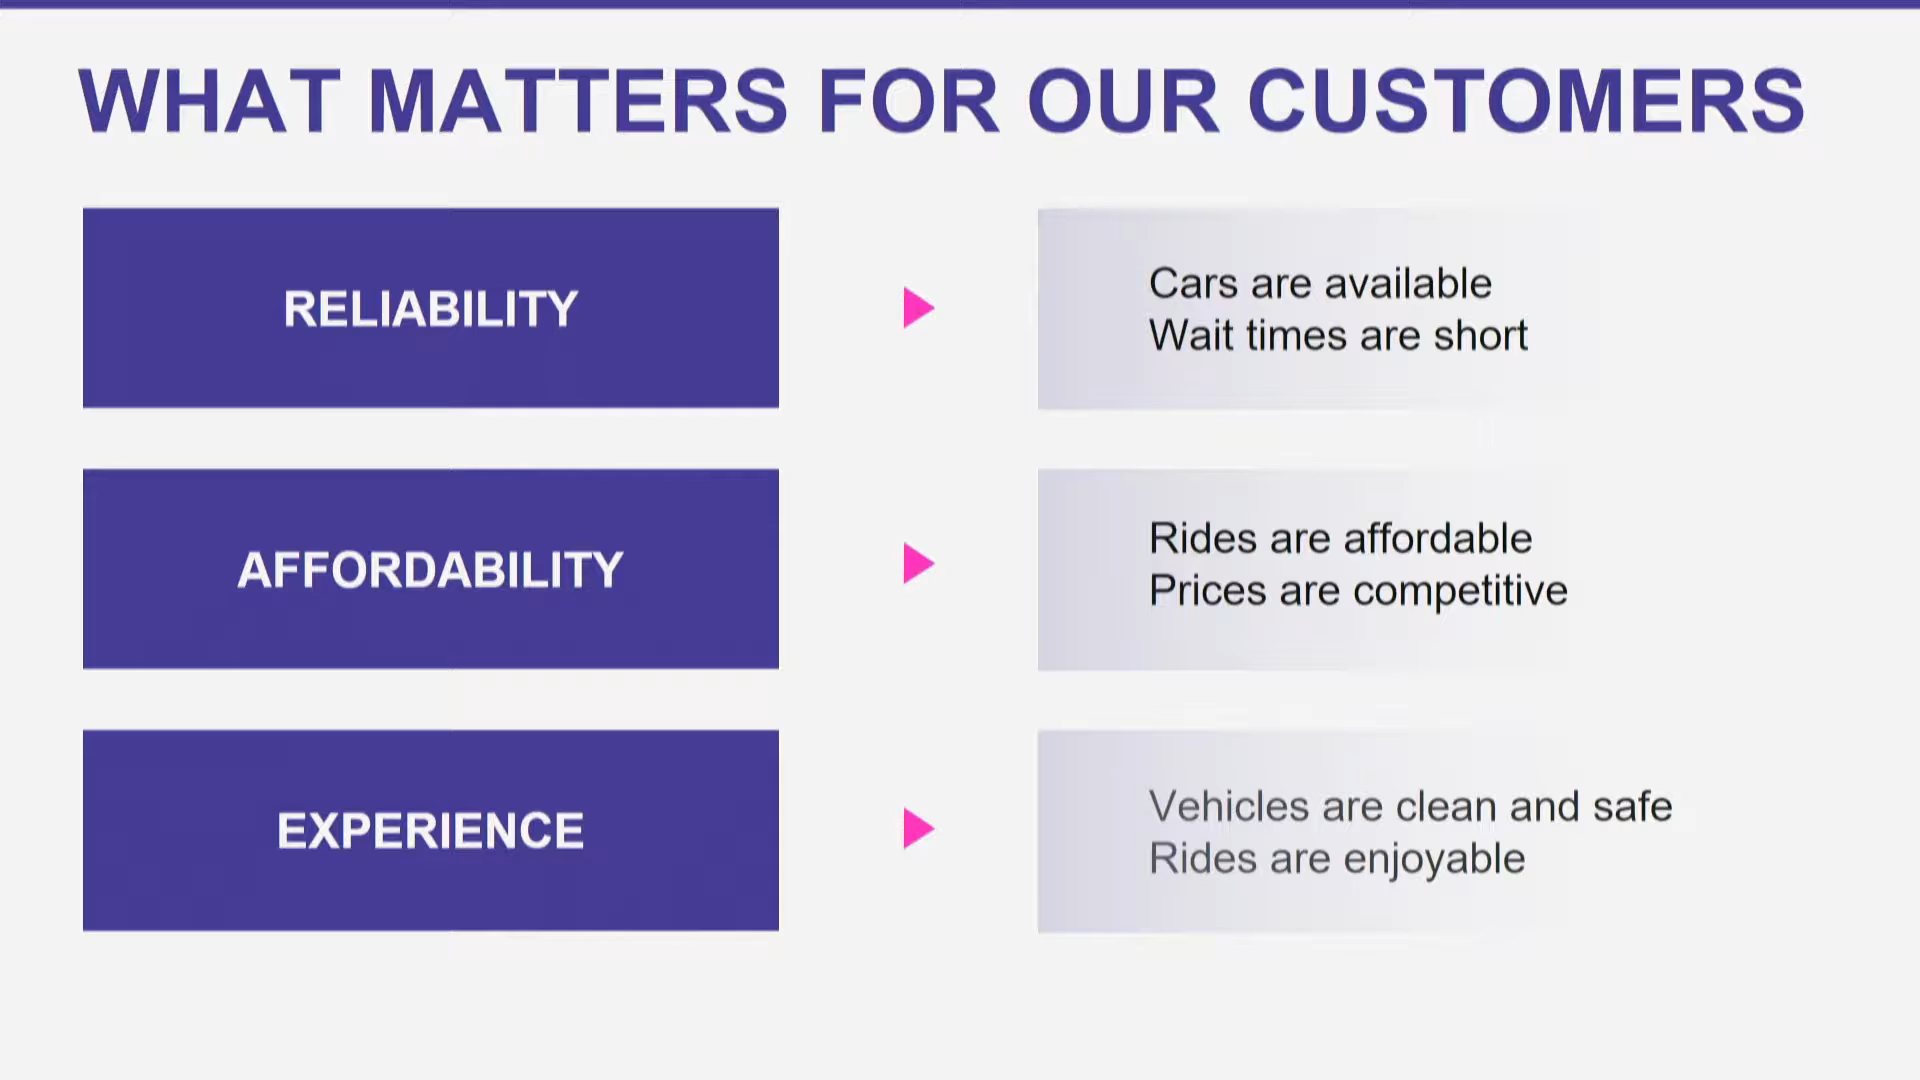 WHAT MATTERS FOR OUR CUSTOMERS
RELIABILITY
Cars are available
Wait times are short
AFFORDABILITY
Rides are affordable
Prices are competitive
EXPERIENCE
Vehicles are clean and safe
Rides are enjoyable